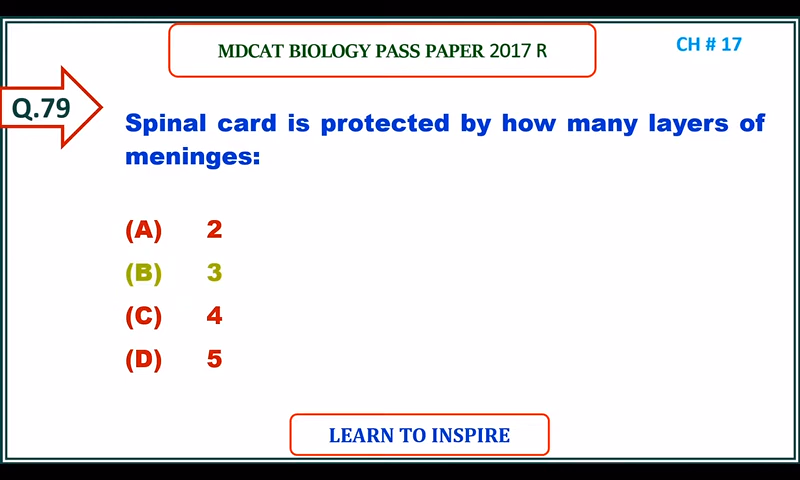 MDCAT BIOLOGY PASS PAPER 2017 R
CH # 17
Q.79
Spinal card is protected by how many layers of
meninges:
(A) 2
(B) 3
(C) 4
(D) 5
LEARN TO INSPIRE